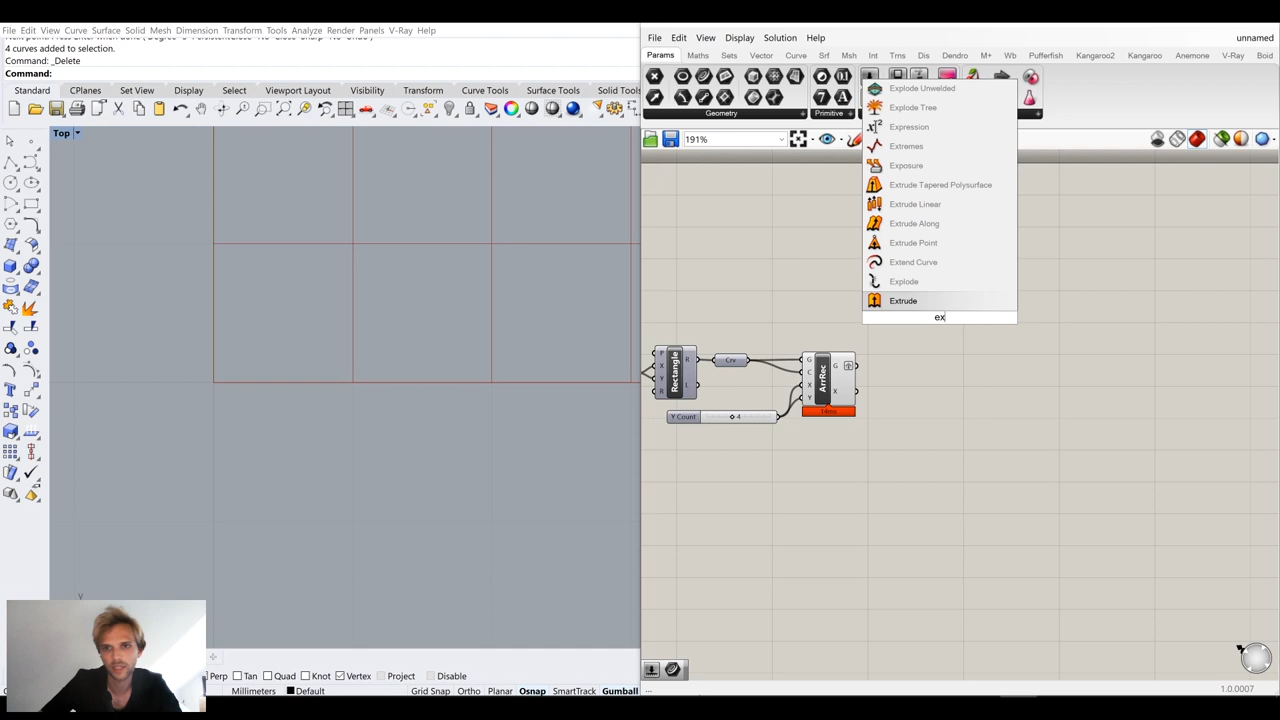 File Edit View Curve Surface Solid Mesh Dimension Transform Tools Analyze Render Panels V-Ray Help
4 curves added to selection.
Command: _Delete
Command:
Standard CPlanes Set View Display Select Viewport Layout Visibility Transform Curve Tools Surface Tools Solid Tools
Top
y
Perp Tan Quad Knot Vertex Project Disable
Millimeters Default Grid Snap Ortho Planar Osnap SmartTrack Gumball
File Edit View Display Solution Help unnamed
Params Maths Sets Vector Curve Srf Msh Int Trns Dis Dendro M+ Wb Pufferfish Kangaroo2 Kangaroo Anemone V-Ray Boid
Geometry Primitive
191%
Explode Unwelded
Explode Tree
Expression
Extremes
Exposure
Extrude Tapered Polysurface
Extrude Linear
Extrude Along
Extrude Point
Extend Curve
Explode
Extrude
ex
P
X
Y
R
Rectangle
R
L
Crv
G
C
X
Y
ArrRec
G
X
14ms
Y Count 4
...
1.0.0007